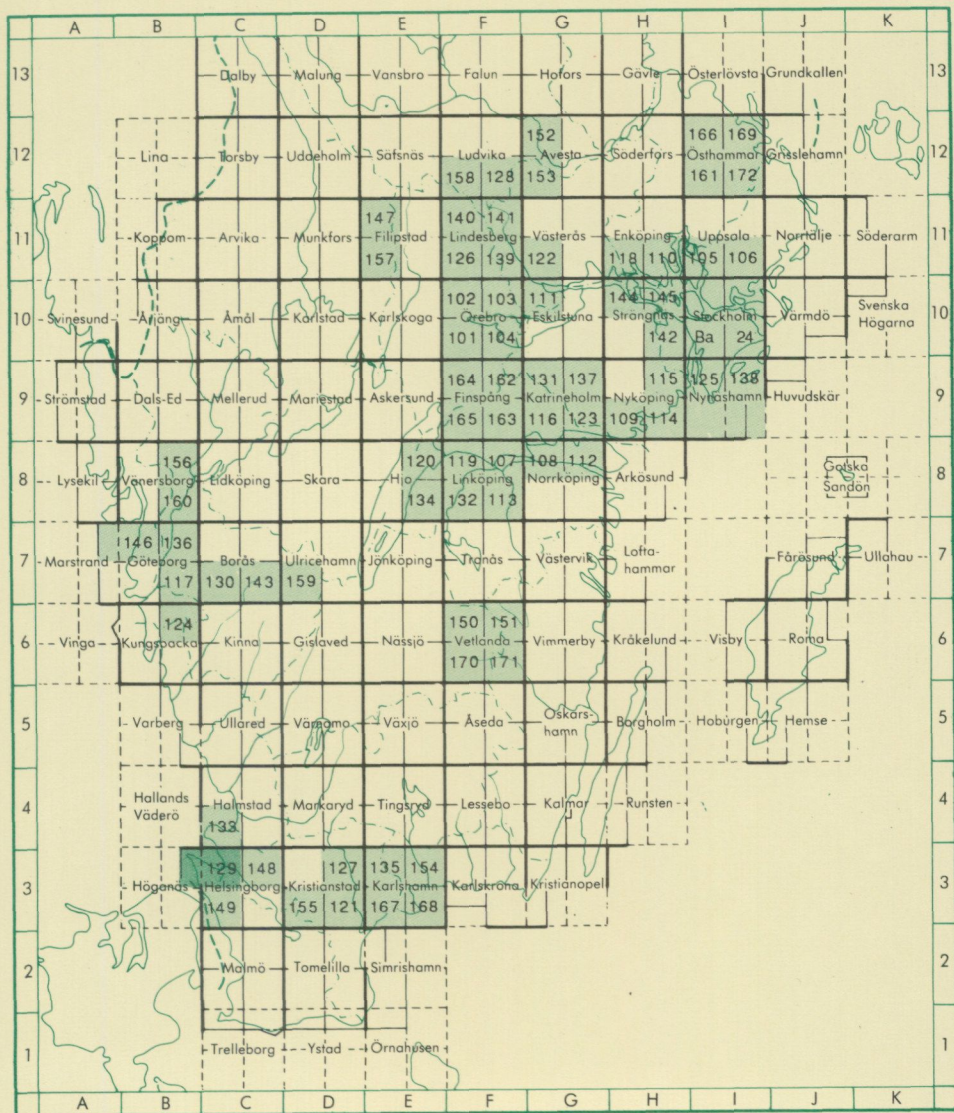 A B C D E F G H I J K
13 Dalby Malung Vansbro Falun Hofors Gävle Österlövsta Grundkallen 13
152 166 169
12 Lina Torsby Uddeholm Säfsnäs Ludvika Avesta Söderfors Östhammar Grisslehamn 12
158 128 153 161 172
147 140 141
11 Koppom Arvika Munkfors Filipstad Lindesberg Västerås Enköping Uppsala Norrtälje Söderarm 11
157 126 139 122 118 110 105 106
102 103 111 144 145
10 Svinesund Årjäng Åmål Karlstad Karlskoga Örebro Eskilstuna Strängnäs Stockholm Värmdö Svenska Högarna 10
101 104 142 Ba 24
164 162 131 137 115 125 138
9 Strömstad Dals-Ed Mellerud Mariestad Askersund Finspång Katrineholm Nyköping Nynäshamn Huvudskär 9
165 163 116 123 109 114
156 120 119 107 108 112
8 Lysekil Vänersborg Lidköping Skara Hjo Linköping Norrköping Arkösund Gotska Sandön 8
160 134 132 113
146 136
7 Marstrand Göteborg Borås Ulricehamn Jönköping Tranås Västervik Lofta-hammar Fårösund Ullahau 7
117 130 143 159
124 150 151
6 Vinga Kungsbacka Kinna Gislaved Nässjö Vetlanda Vimmerby Kråkelund Visby Roma 6
170 171
5 Varberg Ullared Värnamo Växjö Åseda Oskars-hamn Borgholm Hoburgen Hemse 5
4 Hallands Väderö Halmstad Markaryd Tingsryd Lessebo Kalmar Runsten 4
133
129 148 127 135 154
3 Höganäs Helsingborg Kristianstad Karlshamn Karlskrona Kristianopel 3
149 155 121 167 168
2 Malmö Tomelilla Simrishamn 2
1 Trelleborg Ystad Örnahusen 1
A B C D E F G H I J K